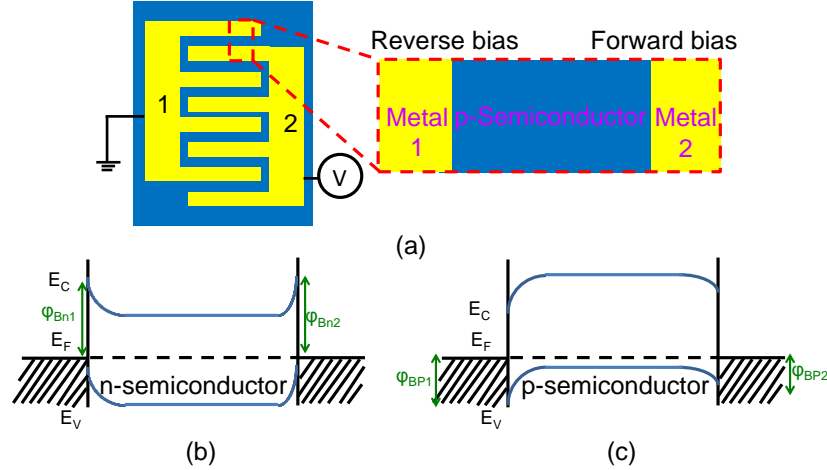 Reverse bias Forward bias
1
2
V
Metal p-Semiconductor Metal
1 2
(a)
E_C
φ_Bn1
φ_Bn2
E_F
n-semiconductor
E_V
(b)
E_C
E_F
φ_BP1
φ_BP2
p-semiconductor
E_V
(c)